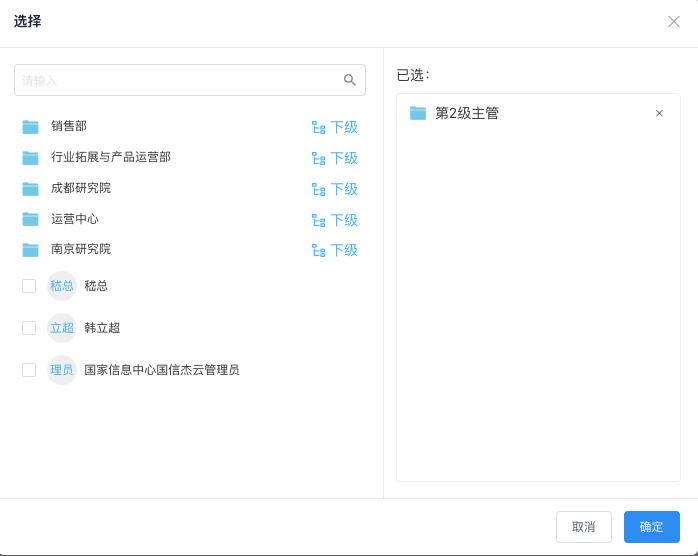 选择
请输入
销售部 下级
行业拓展与产品运营部 下级
成都研究院 下级
运营中心 下级
南京研究院 下级
嵇总 嵇总
立超 韩立超
理员 国家信息中心国信杰云管理员
已选：
第2级主管
取消 确定